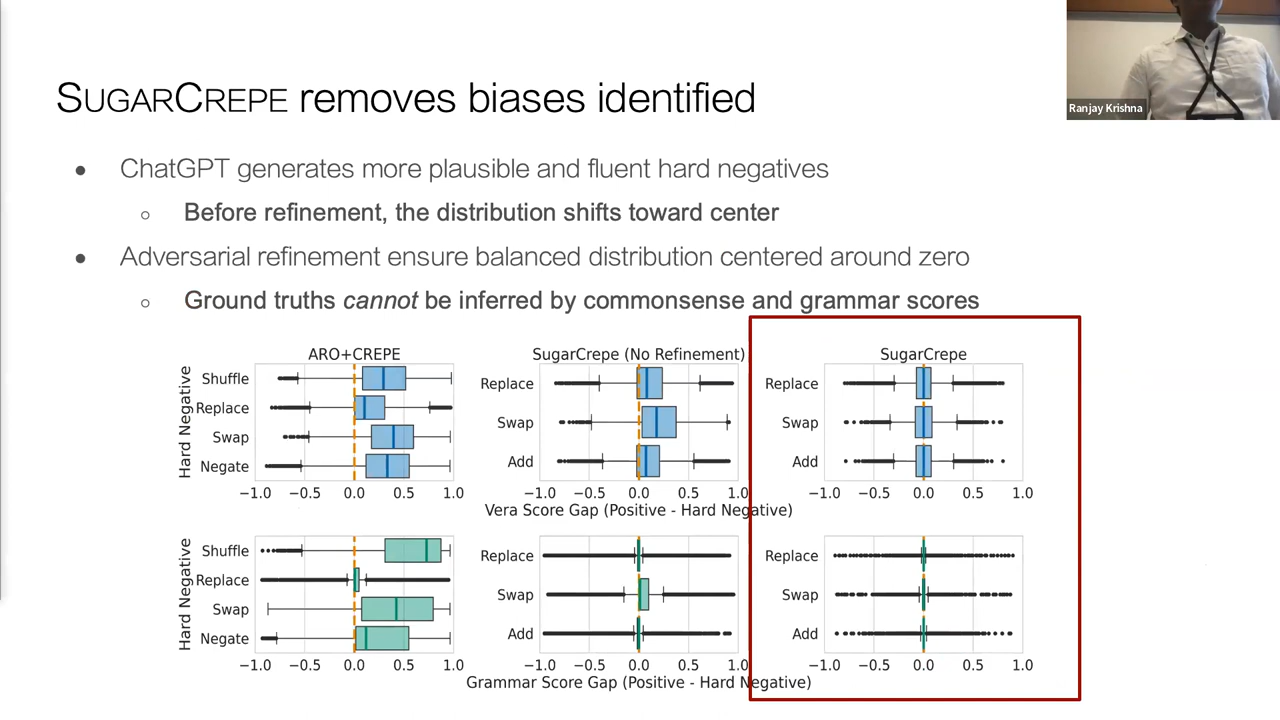 SUGARCREPE removes biases identified
Ranjay Krishna
● ChatGPT generates more plausible and fluent hard negatives
○ Before refinement, the distribution shifts toward center
● Adversarial refinement ensure balanced distribution centered around zero
○ Ground truths cannot be inferred by commonsense and grammar scores
ARO+CREPE
Hard Negative
Shuffle
Replace
Swap
Negate
−1.0 −0.5 0.0 0.5 1.0
SugarCrepe (No Refinement)
Replace
Swap
Add
−1.0 −0.5 0.0 0.5 1.0
SugarCrepe
Replace
Swap
Add
−1.0 −0.5 0.0 0.5 1.0
Vera Score Gap (Positive - Hard Negative)
Hard Negative
Shuffle
Replace
Swap
Negate
−1.0 −0.5 0.0 0.5 1.0
Replace
Swap
Add
−1.0 −0.5 0.0 0.5 1.0
Replace
Swap
Add
−1.0 −0.5 0.0 0.5 1.0
Grammar Score Gap (Positive - Hard Negative)